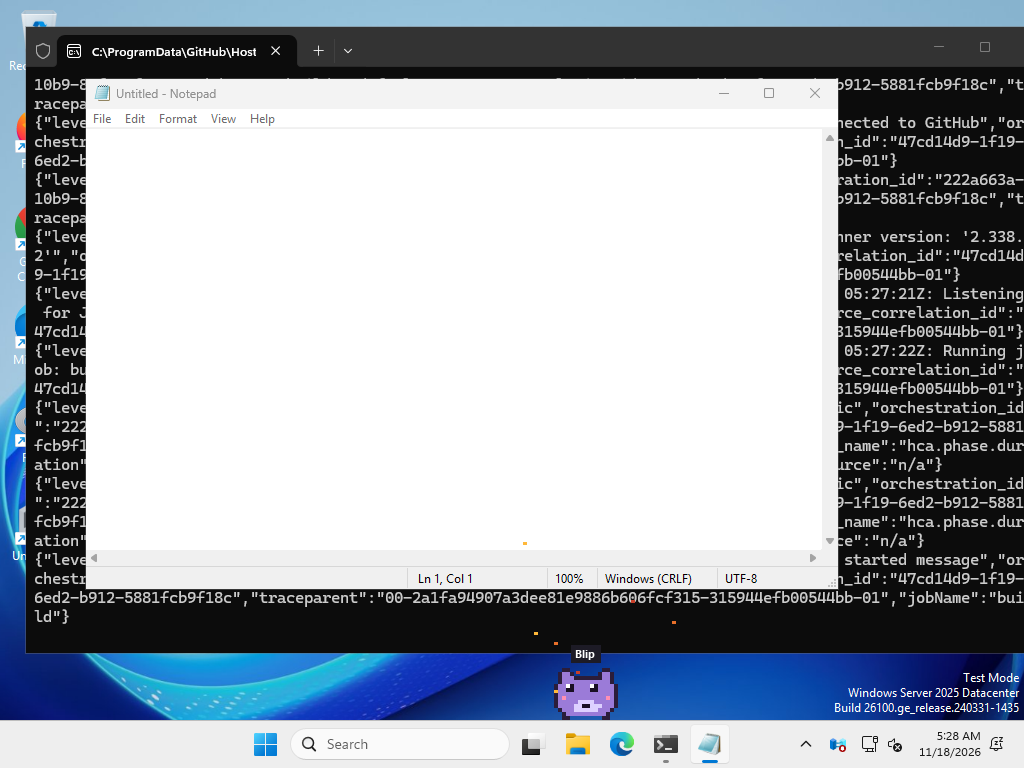 C:\ProgramData\GitHub\Host
Untitled - Notepad
File Edit Format View Help
b912-5881fcb9f18c","t
racepa
{"leve nected to GitHub","or
chestr n_id":"47cd14d9-1f19-
6ed2-b bb-01"}
{"leve ration_id":"222a663a-
10b9-8 b912-5881fcb9f18c","t
racepa
{"leve nner version: '2.338.
2'","o relation_id":"47cd14d
9-1f19 fb00544bb-01"}
{"leve 05:27:21Z: Listening
for J rce_correlation_id":"
47cd14 315944efb00544bb-01"}
{"leve 05:27:22Z: Running j
ob: bu rce_correlation_id":"
47cd14 315944efb00544bb-01"}
{"leve ic","orchestration_id
":"222 9-1f19-6ed2-b912-5881
fcb9f1 _name":"hca.phase.dur
ation" urce":"n/a"}
{"leve ic","orchestration_id
":"222 9-1f19-6ed2-b912-5881
fcb9f1 _name":"hca.phase.dur
ation" ce":"n/a"}
{"leve started message","or
chestr n_id":"47cd14d9-1f19-
6ed2-b912-5881fcb9f18c","traceparent":"00-2a1fa94907a3dee81e9886b606fcf315-315944efb00544bb-01","jobName":"bui
ld"}
Ln 1, Col 1 100% Windows (CRLF) UTF-8
Blip
Test Mode
Windows Server 2025 Datacenter
Build 26100.ge_release.240331-1435
Search
5:28 AM
11/18/2026